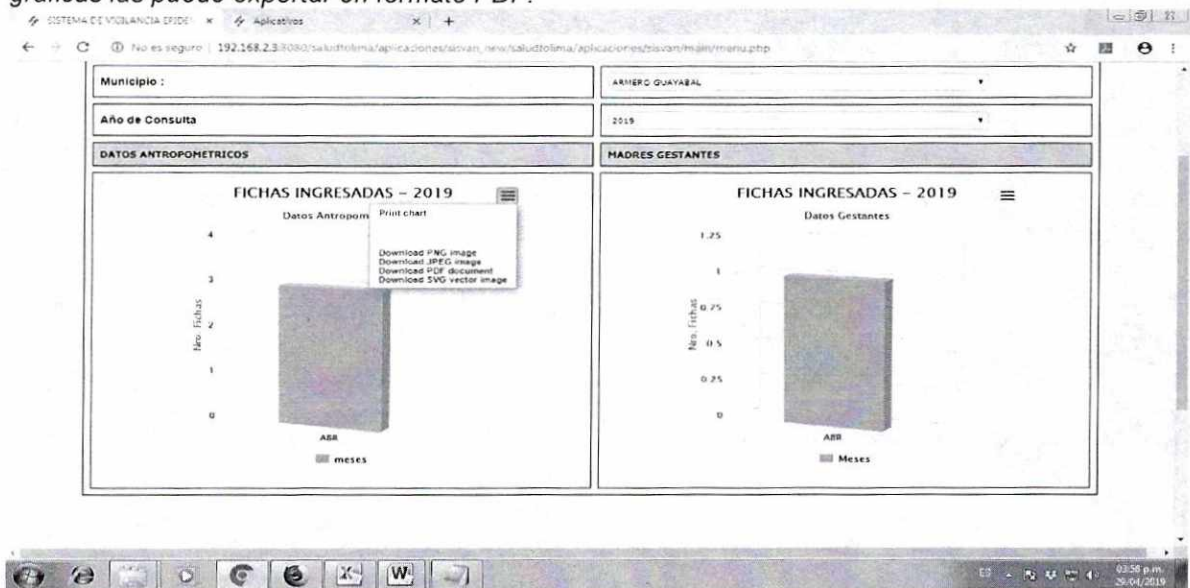 gráficas las puede exportar en formato PDF.
SISTEMA DE VIGILANCIA EPIDE
Aplicativos
No es seguro | 192.168.2.3:8080/saludtolima/aplicaciones/sisvan_new/saludtolima/aplicaciones/sisvan/main/menu.php
Municipio :
ARMERO GUAYABAL
Año de Consulta
2019
DATOS ANTROPOMETRICOS
MADRES GESTANTES
FICHAS INGRESADAS - 2019
Datos Antropom
Print chart
Download PNG image
Download JPEG image
Download PDF document
Download SVG vector image
4
3
2
1
0
Nro. Fichas
ABR
meses
FICHAS INGRESADAS - 2019
Datos Gestantes
1.25
1
0.75
0.5
0.25
0
Nro. Fichas
ABR
Meses
ES
03:56 p.m.
29/04/2019